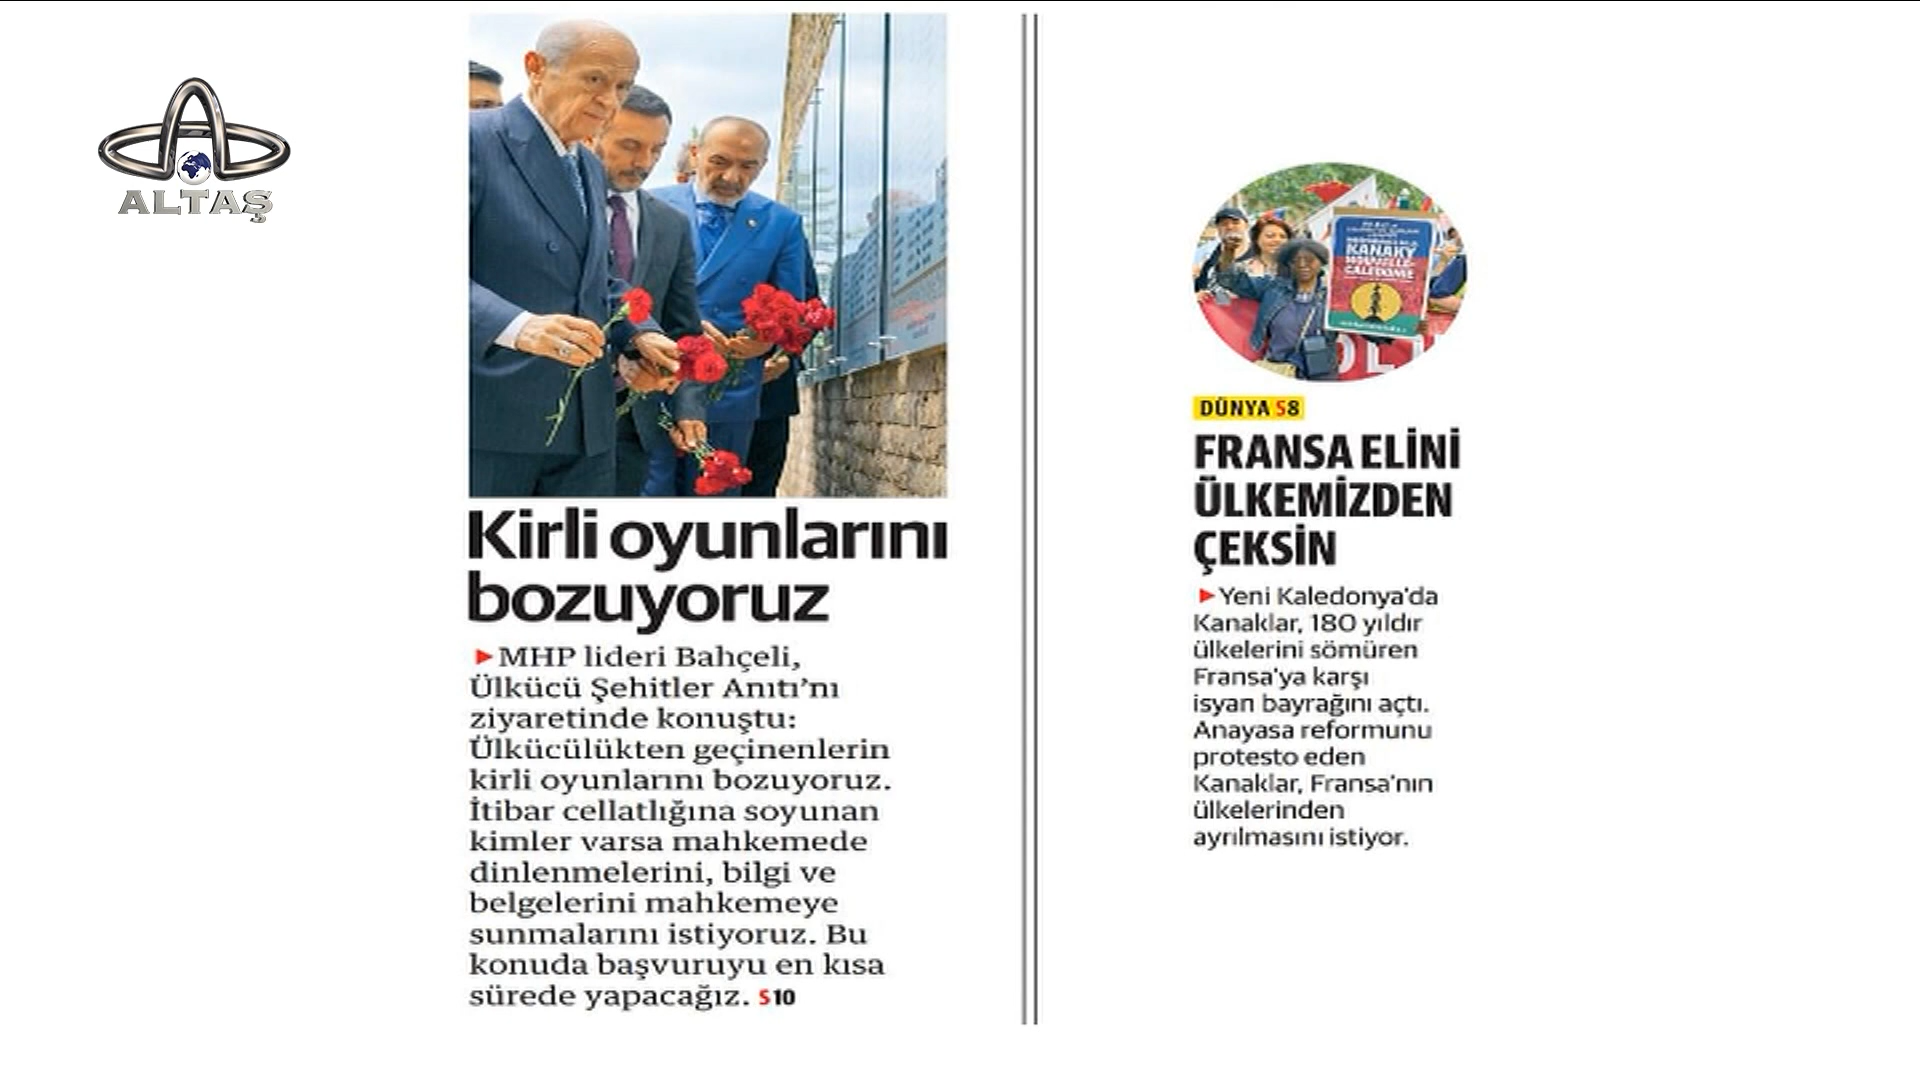 ALTAŞ
Kirli oyunlarını
bozuyoruz
►MHP lideri Bahçeli,
Ülkücü Şehitler Anıtı’nı
ziyaretinde konuştu:
Ülkücülükten geçinenlerin
kirli oyunlarını bozuyoruz.
İtibar cellatlığına soyunan
kimler varsa mahkemede
dinlenmelerini, bilgi ve
belgelerini mahkemeye
sunmalarını istiyoruz. Bu
konuda başvuruyu en kısa
sürede yapacağız. S10
KANAKY
NOUVELLE-
CALEDONIE
DÜNYA S8
FRANSA ELİNİ
ÜLKEMİZDEN
ÇEKSİN
►Yeni Kaledonya'da
Kanaklar, 180 yıldır
ülkelerini sömüren
Fransa'ya karşı
isyan bayrağını açtı.
Anayasa reformunu
protesto eden
Kanaklar, Fransa'nın
ülkelerinden
ayrılmasını istiyor.